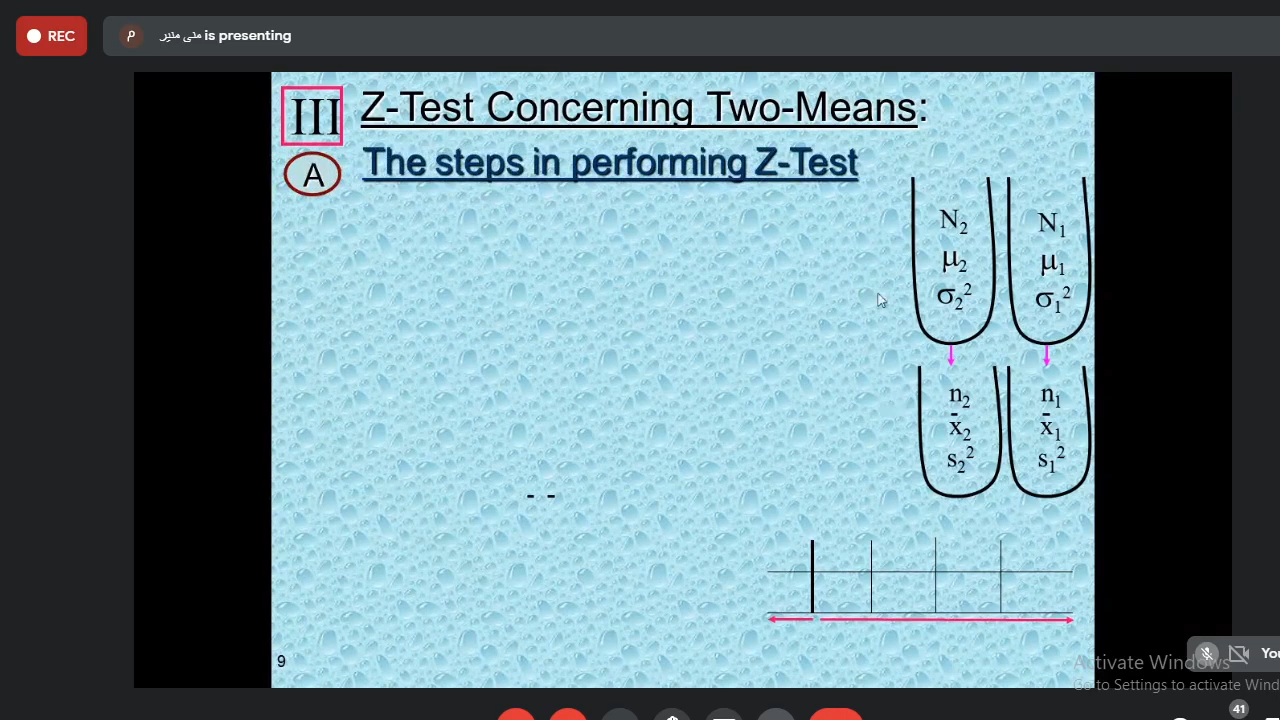 REC
منى منير is presenting
III Z-Test Concerning Two-Means:
A The steps in performing Z-Test
N₂ N₁
μ₂ μ₁
σ₂² σ₁²
n₂ n₁
x̄₂ x̄₁
s₂² s₁²
- -
9
You
Activate Windows
Go to Settings to activate Wind
41